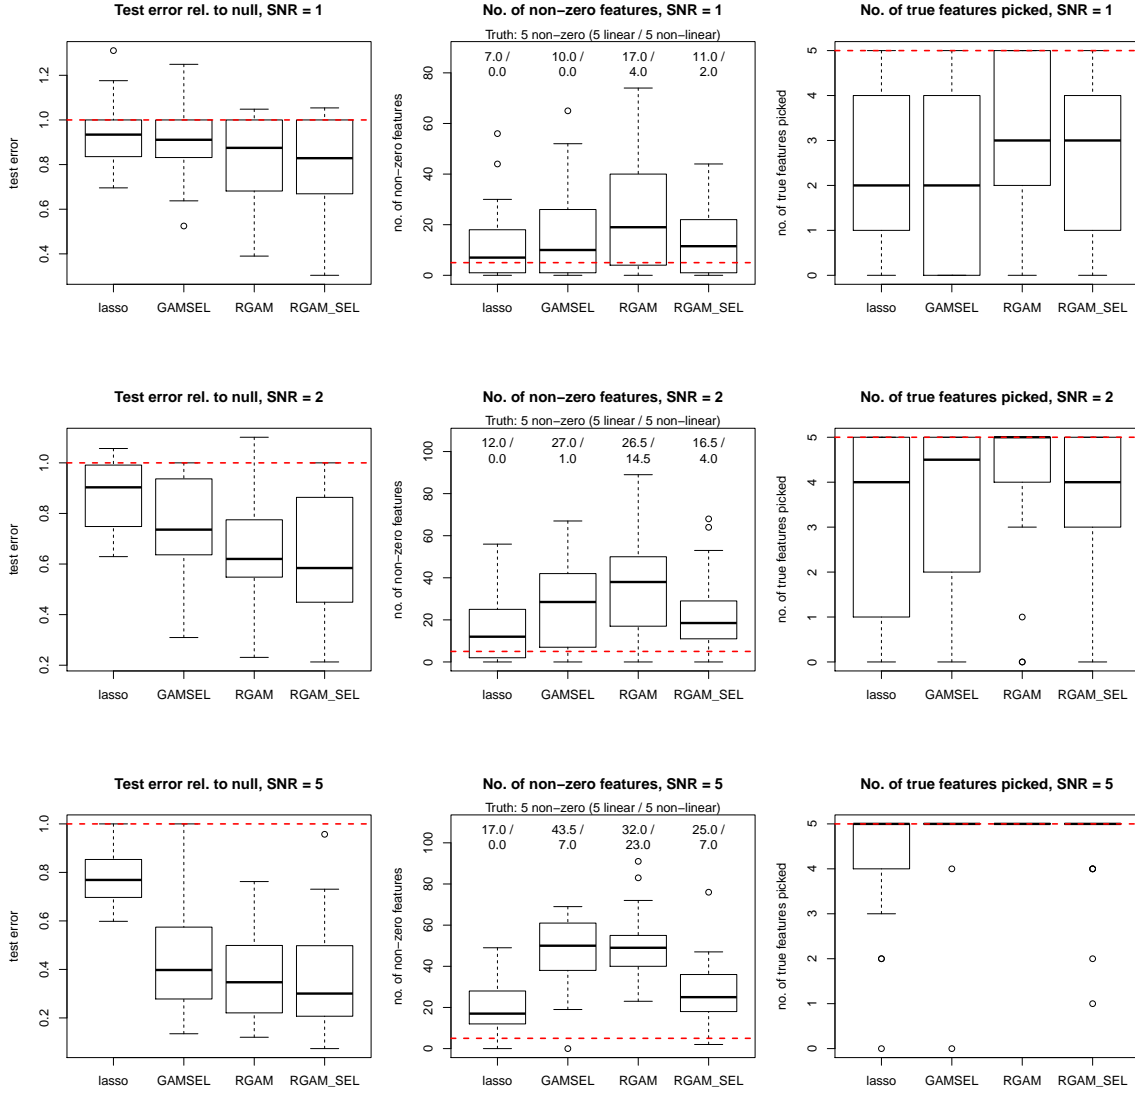 Test error rel. to null, SNR = 1
test error
0.4 0.6 0.8 1.0 1.2
lasso GAMSEL RGAM RGAM_SEL
No. of non-zero features, SNR = 1
Truth: 5 non-zero (5 linear / 5 non-linear)
7.0 / 10.0 / 17.0 / 11.0 /
0.0 0.0 4.0 2.0
no. of non-zero features
0 20 40 60 80
lasso GAMSEL RGAM RGAM_SEL
No. of true features picked, SNR = 1
no. of true features picked
0 1 2 3 4 5
lasso GAMSEL RGAM RGAM_SEL
Test error rel. to null, SNR = 2
test error
0.2 0.4 0.6 0.8 1.0
lasso GAMSEL RGAM RGAM_SEL
No. of non-zero features, SNR = 2
Truth: 5 non-zero (5 linear / 5 non-linear)
12.0 / 27.0 / 26.5 / 16.5 /
0.0 1.0 14.5 4.0
no. of non-zero features
0 20 40 60 80 100
lasso GAMSEL RGAM RGAM_SEL
No. of true features picked, SNR = 2
no. of true features picked
0 1 2 3 4 5
lasso GAMSEL RGAM RGAM_SEL
Test error rel. to null, SNR = 5
test error
0.2 0.4 0.6 0.8 1.0
lasso GAMSEL RGAM RGAM_SEL
No. of non-zero features, SNR = 5
Truth: 5 non-zero (5 linear / 5 non-linear)
17.0 / 43.5 / 32.0 / 25.0 /
0.0 7.0 23.0 7.0
no. of non-zero features
0 20 40 60 80 100
lasso GAMSEL RGAM RGAM_SEL
No. of true features picked, SNR = 5
no. of true features picked
0 1 2 3 4 5
lasso GAMSEL RGAM RGAM_SEL